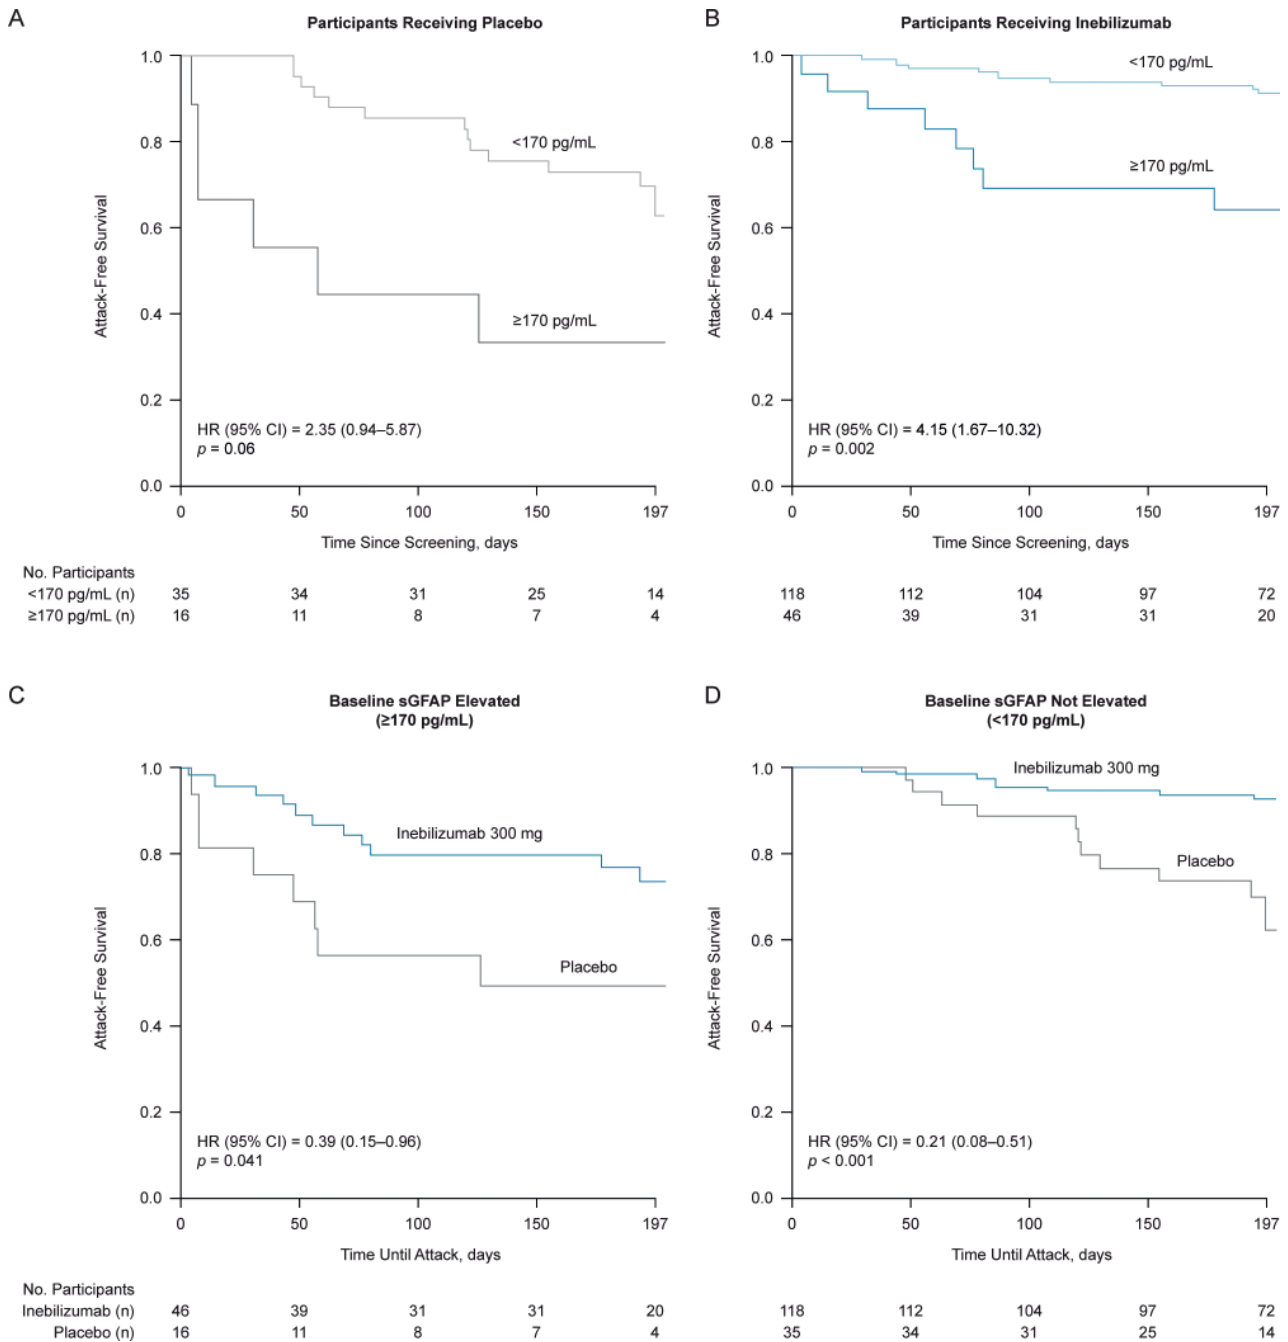 A
Participants Receiving Placebo
1.0
0.8
0.6
0.4
0.2
0.0
Attack-Free Survival
<170 pg/mL
≥170 pg/mL
HR (95% CI) = 2.35 (0.94–5.87)
p = 0.06
0 50 100 150 197
Time Since Screening, days
No. Participants
<170 pg/mL (n) 35 34 31 25 14
≥170 pg/mL (n) 16 11 8 7 4
B
Participants Receiving Inebilizumab
1.0
0.8
0.6
0.4
0.2
0.0
Attack-Free Survival
<170 pg/mL
≥170 pg/mL
HR (95% CI) = 4.15 (1.67–10.32)
p = 0.002
0 50 100 150 197
Time Since Screening, days
118 112 104 97 72
46 39 31 31 20
C
Baseline sGFAP Elevated
(≥170 pg/mL)
1.0
0.8
0.6
0.4
0.2
0.0
Attack-Free Survival
Inebilizumab 300 mg
Placebo
HR (95% CI) = 0.39 (0.15–0.96)
p = 0.041
0 50 100 150 197
Time Until Attack, days
No. Participants
Inebilizumab (n) 46 39 31 31 20
Placebo (n) 16 11 8 7 4
D
Baseline sGFAP Not Elevated
(<170 pg/mL)
1.0
0.8
0.6
0.4
0.2
0.0
Attack-Free Survival
Inebilizumab 300 mg
Placebo
HR (95% CI) = 0.21 (0.08–0.51)
p < 0.001
0 50 100 150 197
Time Until Attack, days
118 112 104 97 72
35 34 31 25 14